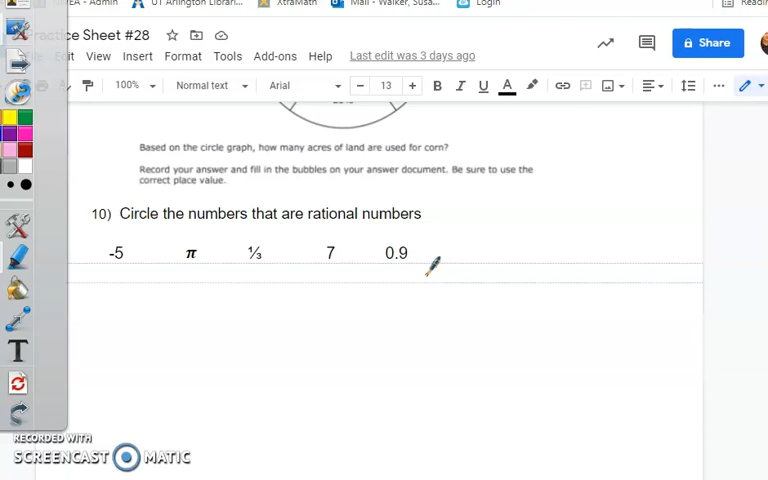 UT Arlington Librari...
XtraMath
Mail - Walker, Susa...
Login
Practice Sheet #28
Edit View Insert Format Tools Add-ons Help Last edit was 3 days ago
Share
100% Normal text Arial 13 B I U A
Based on the circle graph, how many acres of land are used for corn?
Record your answer and fill in the bubbles on your answer document. Be sure to use the
correct place value.
10) Circle the numbers that are rational numbers
-5 π ⅓ 7 0.9
T
RECORDED WITH
SCREENCAST MATIC